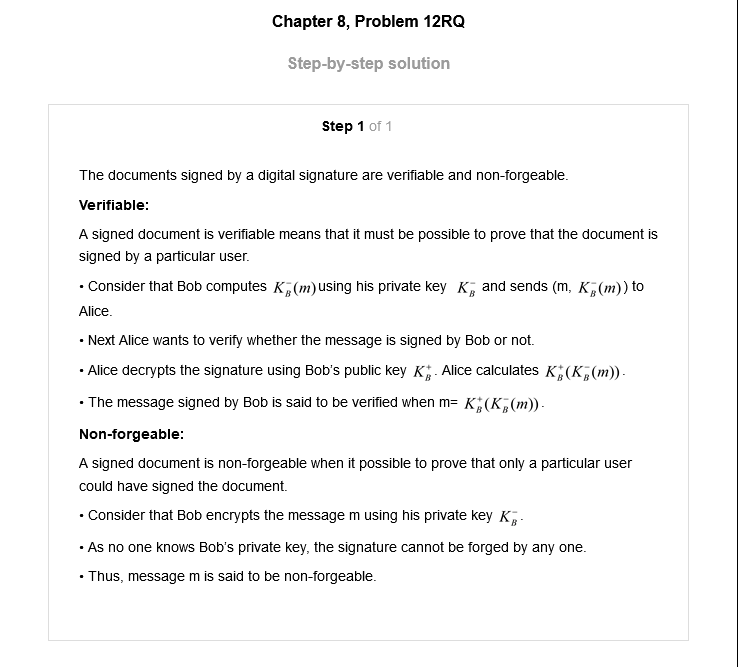 Chapter 8, Problem 12RQ
Step-by-step solution
Step 1 of 1
The documents signed by a digital signature are verifiable and non-forgeable.
Verifiable:
A signed document is verifiable means that it must be possible to prove that the document is
signed by a particular user.
• Consider that Bob computes K_B^-(m) using his private key K_B^- and sends (m, K_B^-(m)) to
Alice.
• Next Alice wants to verify whether the message is signed by Bob or not.
• Alice decrypts the signature using Bob's public key K_B^+. Alice calculates K_B^+(K_B^-(m)).
• The message signed by Bob is said to be verified when m= K_B^+(K_B^-(m)).
Non-forgeable:
A signed document is non-forgeable when it possible to prove that only a particular user
could have signed the document.
• Consider that Bob encrypts the message m using his private key K_B^-.
• As no one knows Bob's private key, the signature cannot be forged by any one.
• Thus, message m is said to be non-forgeable.